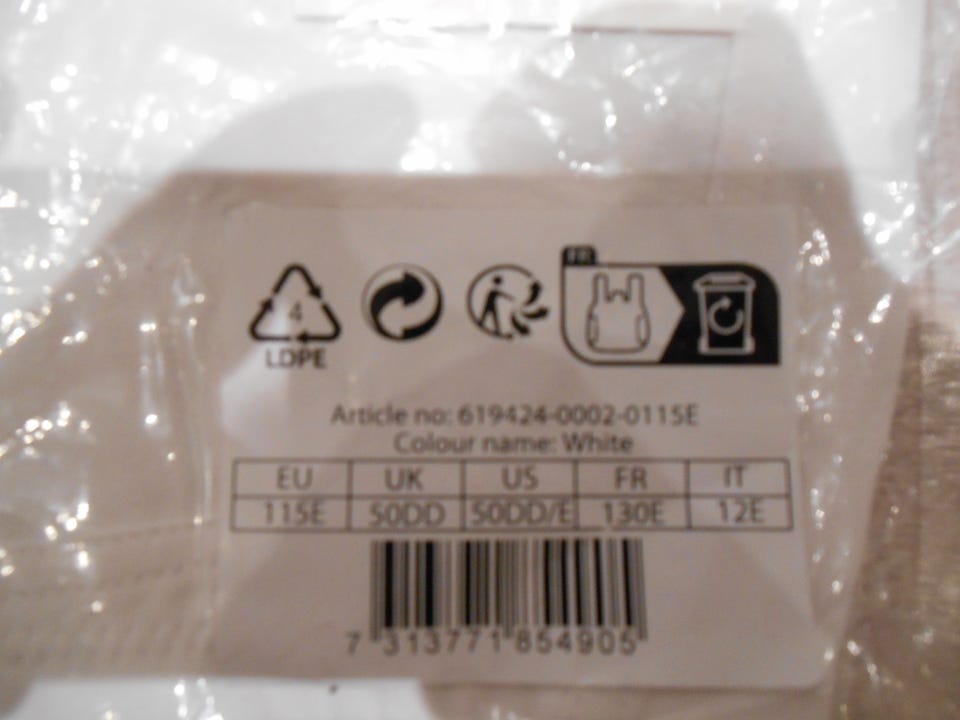 FR
4
LDPE
Article no: 619424-0002-0115E
Colour name: White
EU UK US FR IT
115E 50DD 50DD/E 130E 12E
7 313771 854905